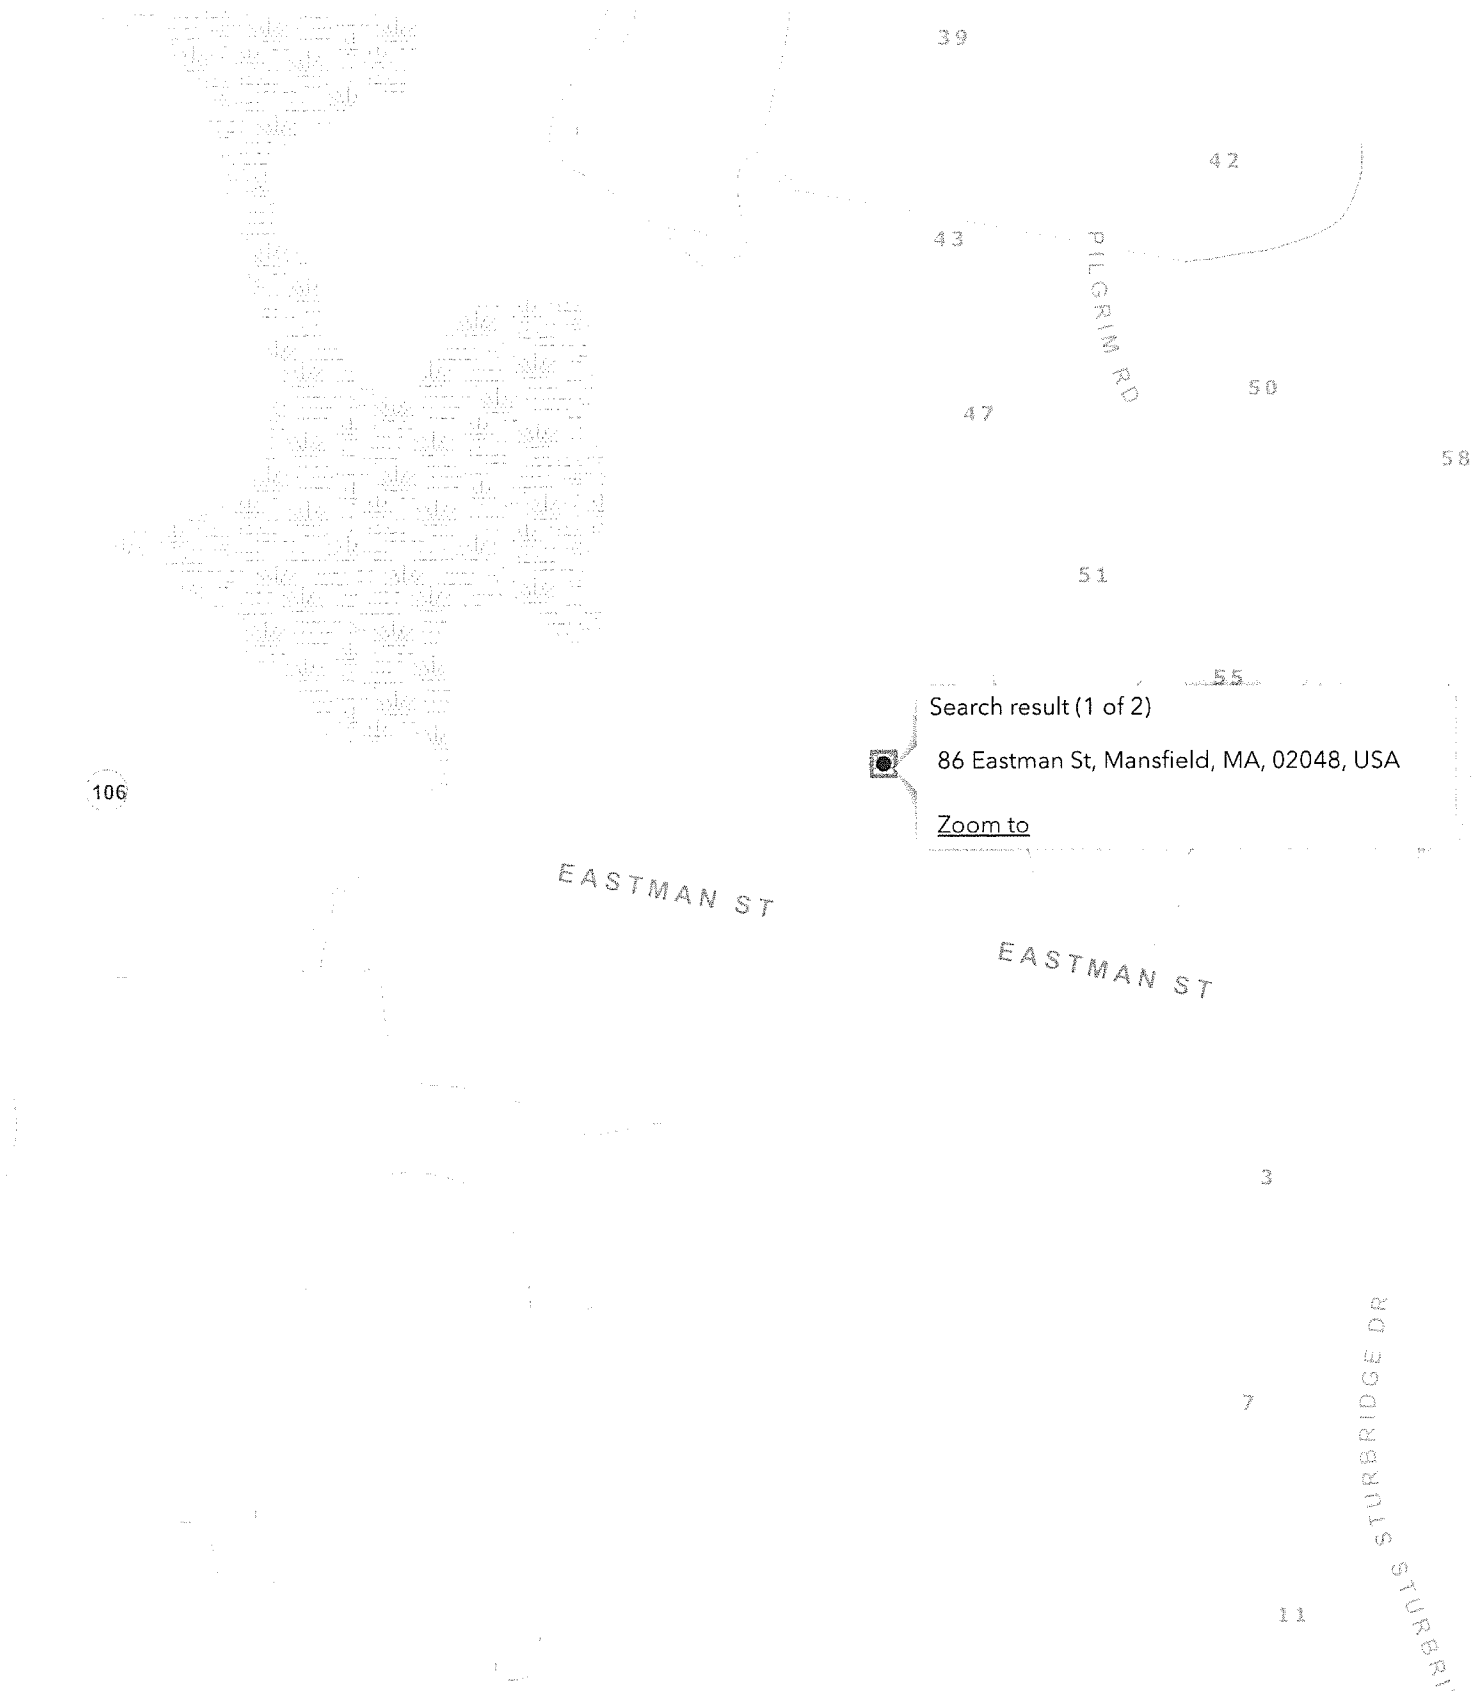 39
42
43
PILGRIM RD
50
47
58
51
55
Search result (1 of 2)
86 Eastman St, Mansfield, MA, 02048, USA
106
Zoom to
EASTMAN ST
EASTMAN ST
3
STURBRIDGE DR
7
STURBRI
11